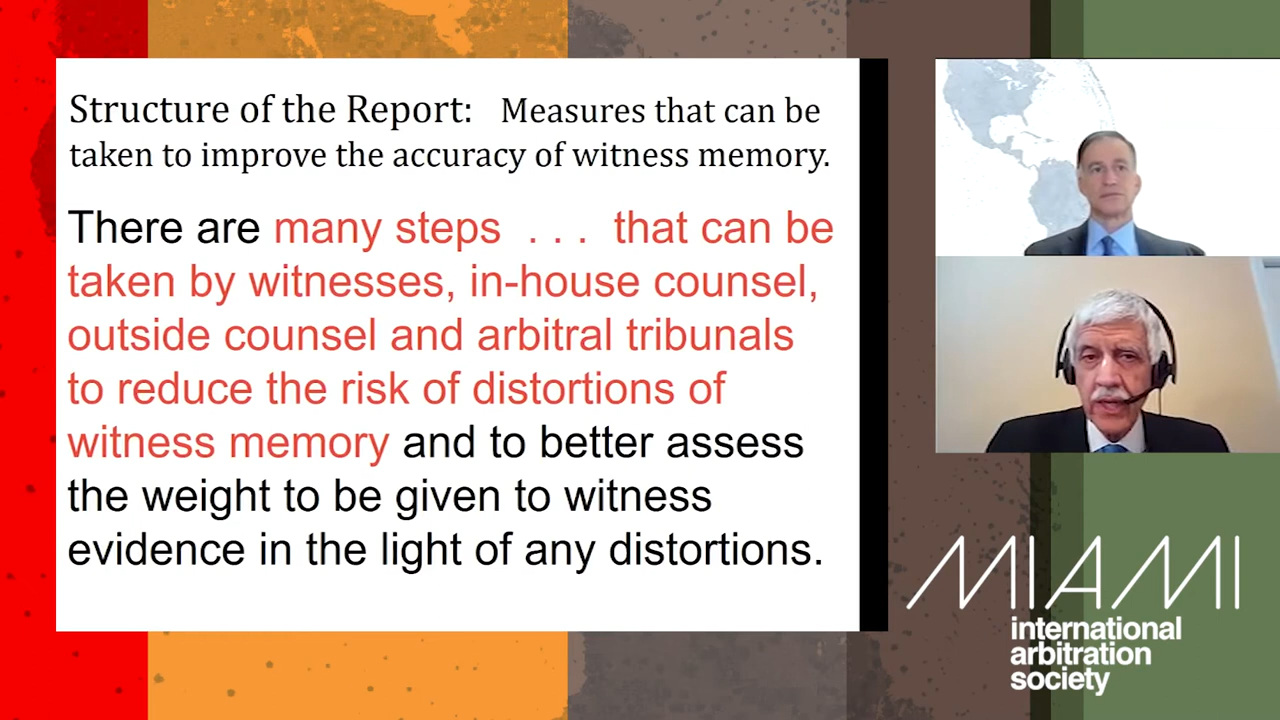 Structure of the Report: Measures that can be
taken to improve the accuracy of witness memory.
There are many steps . . . that can be
taken by witnesses, in-house counsel,
outside counsel and arbitral tribunals
to reduce the risk of distortions of
witness memory and to better assess
the weight to be given to witness
evidence in the light of any distortions.
MIAMI
international
arbitration
society